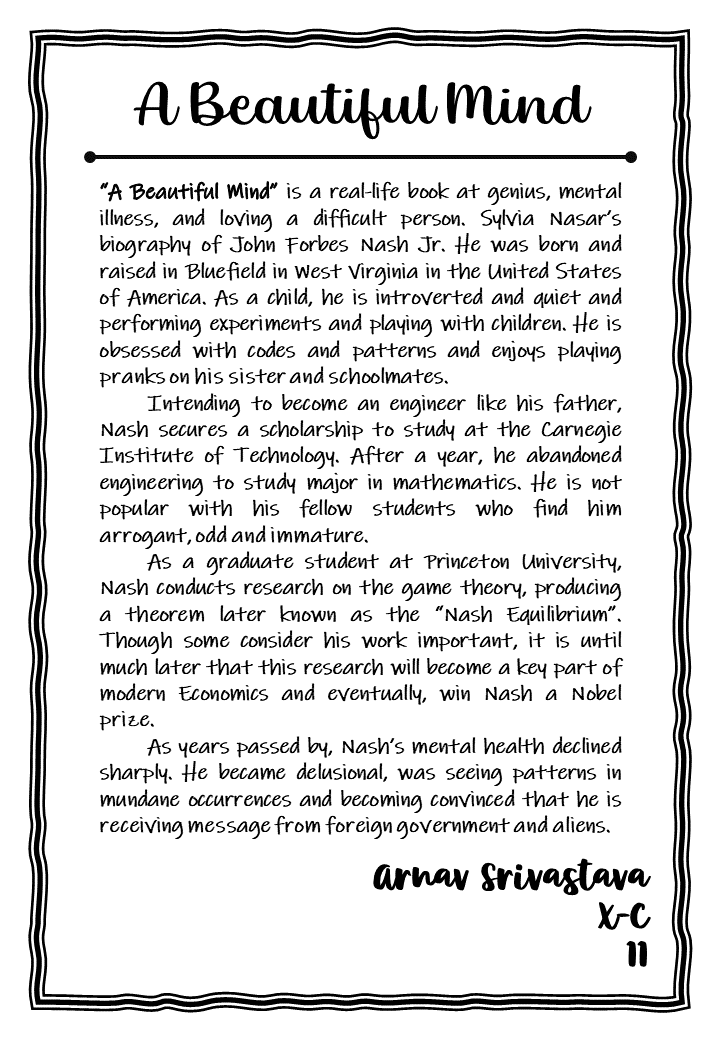 A Beautiful Mind
"A Beautiful Mind" is a real-life book at genius, mental
illness, and loving a difficult person. Sylvia Nasar's
biography of John Forbes Nash Jr. He was born and
raised in Bluefield in West Virginia in the United States
of America. As a child, he is introverted and quiet and
performing experiments and playing with children. He is
obsessed with codes and patterns and enjoys playing
pranks on his sister and schoolmates.
Intending to become an engineer like his father,
Nash secures a scholarship to study at the Carnegie
Institute of Technology. After a year, he abandoned
engineering to study major in mathematics. He is not
popular with his fellow students who find him
arrogant, odd and immature.
As a graduate student at Princeton University,
Nash conducts research on the game theory, producing
a theorem later known as the "Nash Equilibrium".
Though some consider his work important, it is until
much later that this research will become a key part of
modern Economics and eventually, win Nash a Nobel
prize.
As years passed by, Nash's mental health declined
sharply. He became delusional, was seeing patterns in
mundane occurrences and becoming convinced that he is
receiving message from foreign government and aliens.
Arnav Srivastava
X-C
11